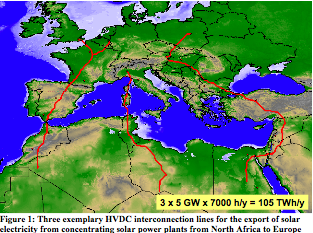 3 x 5 GW x 7000 h/y = 105 TWh/y
Figure 1: Three exemplary HVDC interconnection lines for the export of solar
electricity from concentrating solar power plants from North Africa to Europe